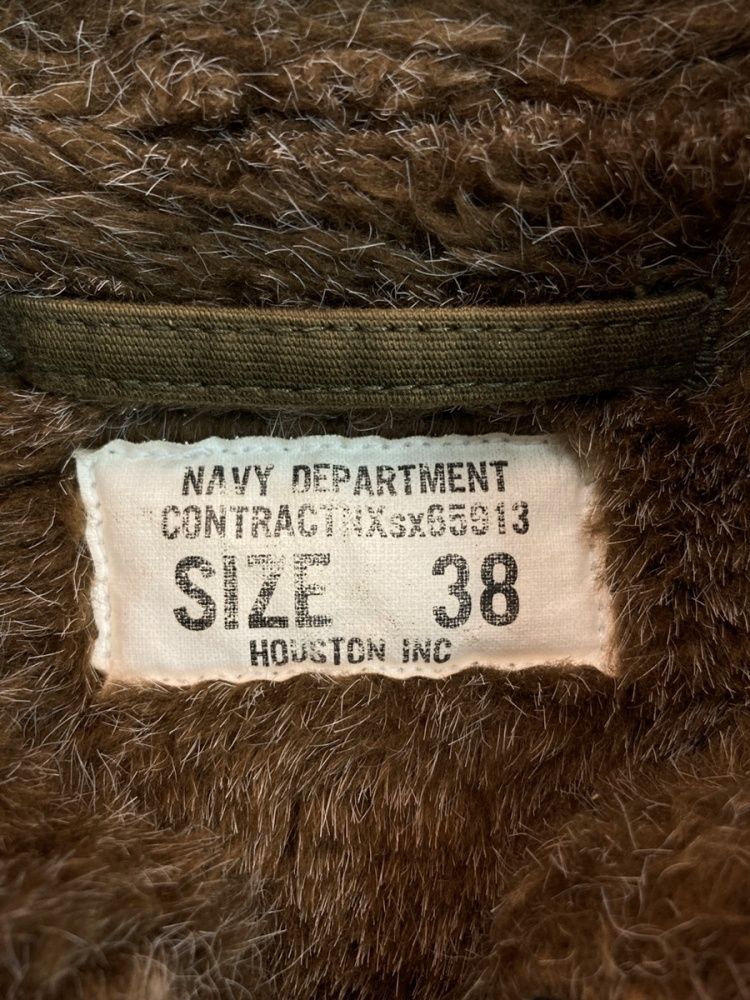 NAVY DEPARTMENT
CONTRACTNXsx65913
SIZE 38
HOUSTON INC